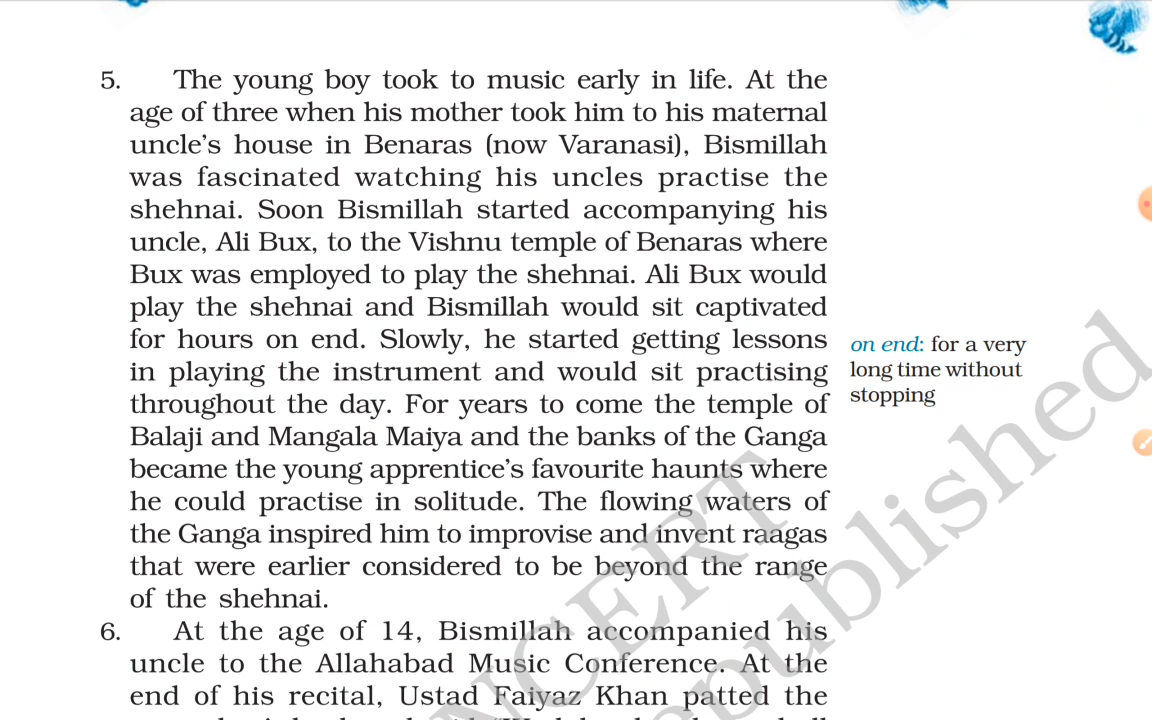 5. The young boy took to music early in life. At the
age of three when his mother took him to his maternal
uncle's house in Benaras (now Varanasi), Bismillah
was fascinated watching his uncles practise the
shehnai. Soon Bismillah started accompanying his
uncle, Ali Bux, to the Vishnu temple of Benaras where
Bux was employed to play the shehnai. Ali Bux would
play the shehnai and Bismillah would sit captivated
for hours on end. Slowly, he started getting lessons
in playing the instrument and would sit practising
throughout the day. For years to come the temple of
Balaji and Mangala Maiya and the banks of the Ganga
became the young apprentice's favourite haunts where
he could practise in solitude. The flowing waters of
the Ganga inspired him to improvise and invent raagas
that were earlier considered to be beyond the range
of the shehnai.
6. At the age of 14, Bismillah accompanied his
uncle to the Allahabad Music Conference. At the
end of his recital, Ustad Faiyaz Khan patted the
on end: for a very
long time without
stopping
NCERT
republished